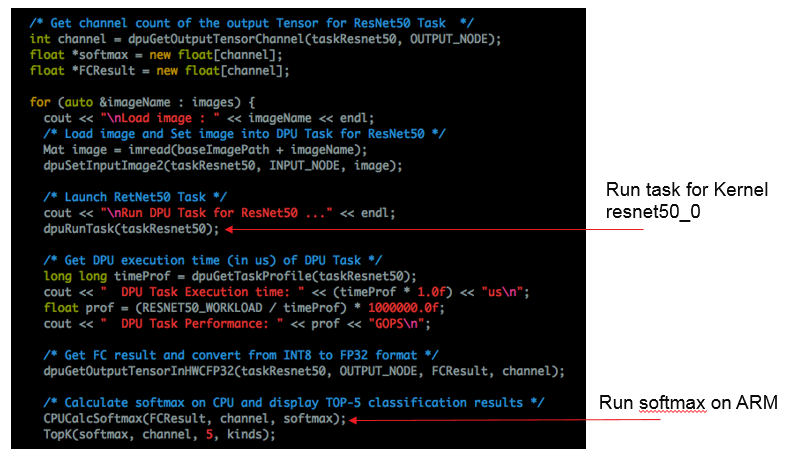 /* Get channel count of the output Tensor for ResNet50 Task  */
int channel = dpuGetOutputTensorChannel(taskResnet50, OUTPUT_NODE);
float *softmax = new float[channel];
float *FCResult = new float[channel];

for (auto &imageName : images) {
  cout << "\nLoad image : " << imageName << endl;
  /* Load image and Set image into DPU Task for ResNet50 */
  Mat image = imread(baseImagePath + imageName);
  dpuSetInputImage2(taskResnet50, INPUT_NODE, image);

  /* Launch RetNet50 Task */
  cout << "\nRun DPU Task for ResNet50 ..." << endl;
  dpuRunTask(taskResnet50);
Run task for Kernel
resnet50_0

  /* Get DPU execution time (in us) of DPU Task */
  long long timeProf = dpuGetTaskProfile(taskResnet50);
  cout << "  DPU Task Execution time: " << (timeProf * 1.0f) << "us\n";
  float prof = (RESNET50_WORKLOAD / timeProf) * 1000000.0f;
  cout << "  DPU Task Performance: " << prof << "GOPS\n";

  /* Get FC result and convert from INT8 to FP32 format */
  dpuGetOutputTensorInHWCFP32(taskResnet50, OUTPUT_NODE, FCResult, channel);

  /* Calculate softmax on CPU and display TOP-5 classification results */
  CPUCalcSoftmax(FCResult, channel, softmax);
  TopK(softmax, channel, 5, kinds);
Run softmax on ARM